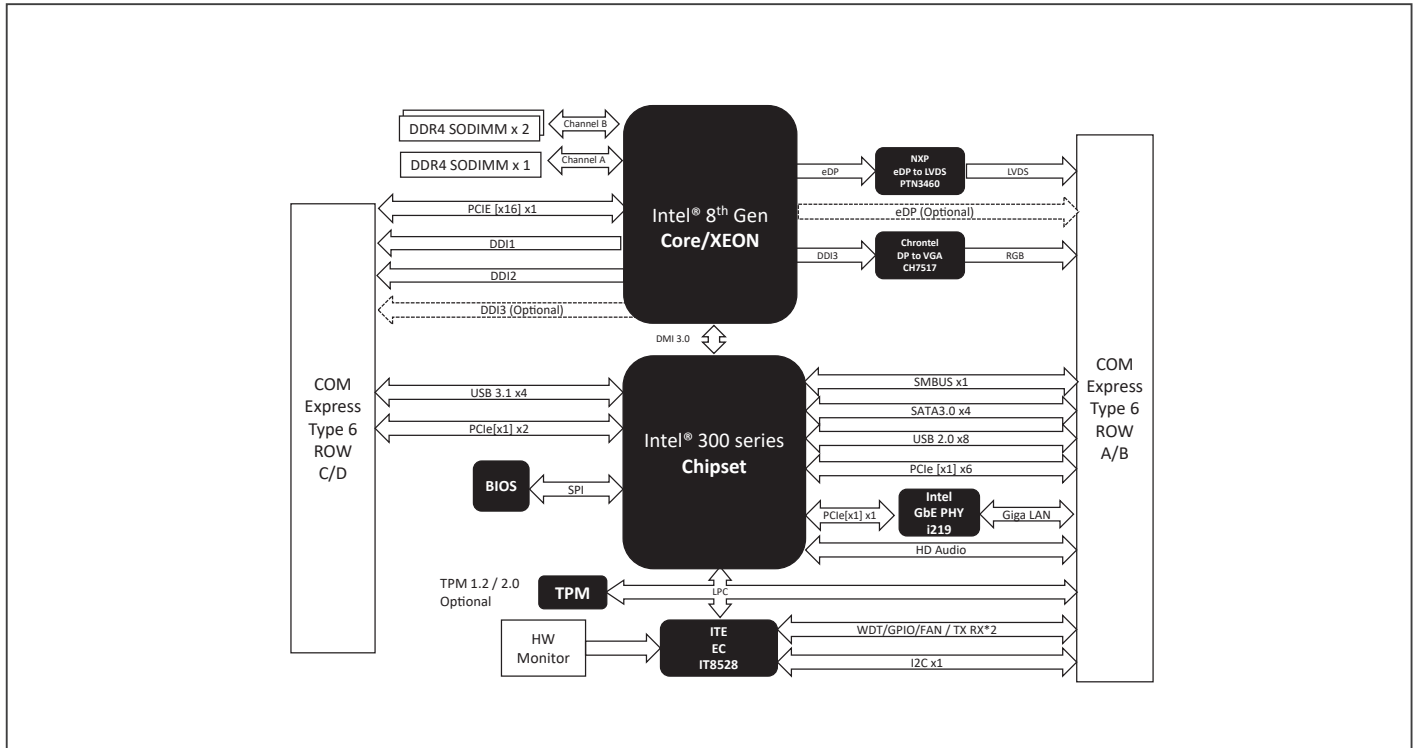 DDR4 SODIMM x 2
Channel B
DDR4 SODIMM x 1
Channel A
PCIE [x16] x1
DDI1
DDI2
DDI3 (Optional)
Intel® 8th Gen
Core/XEON
eDP
NXP
eDP to LVDS
PTN3460
LVDS
eDP (Optional)
DDI3
Chrontel
DP to VGA
CH7517
RGB
DMI 3.0
COM
Express
Type 6
ROW
C/D
USB 3.1 x4
PCIe[x1] x2
BIOS
SPI
Intel® 300 series
Chipset
SMBUS x1
SATA3.0 x4
USB 2.0 x8
PCIe [x1] x6
PCIe[x1] x1
Intel
GbE PHY
i219
Giga LAN
HD Audio
COM
Express
Type 6
ROW
A/B
TPM 1.2 / 2.0
Optional
TPM
LPC
HW
Monitor
ITE
EC
IT8528
WDT/GPIO/FAN / TX RX*2
I2C x1